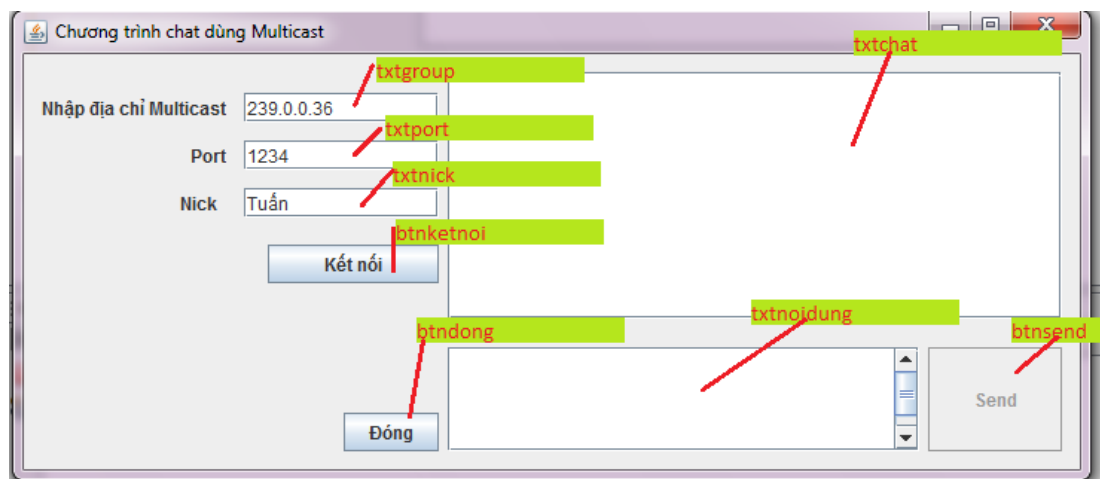 Chương trình chat dùng Multicast
txtchat
txtgroup
Nhập địa chỉ Multicast 239.0.0.36
txtport
Port 1234
txtnick
Nick Tuấn
btnketnoi
Kết nối
txtnoidung
btndong
btnsend
Send
Đóng